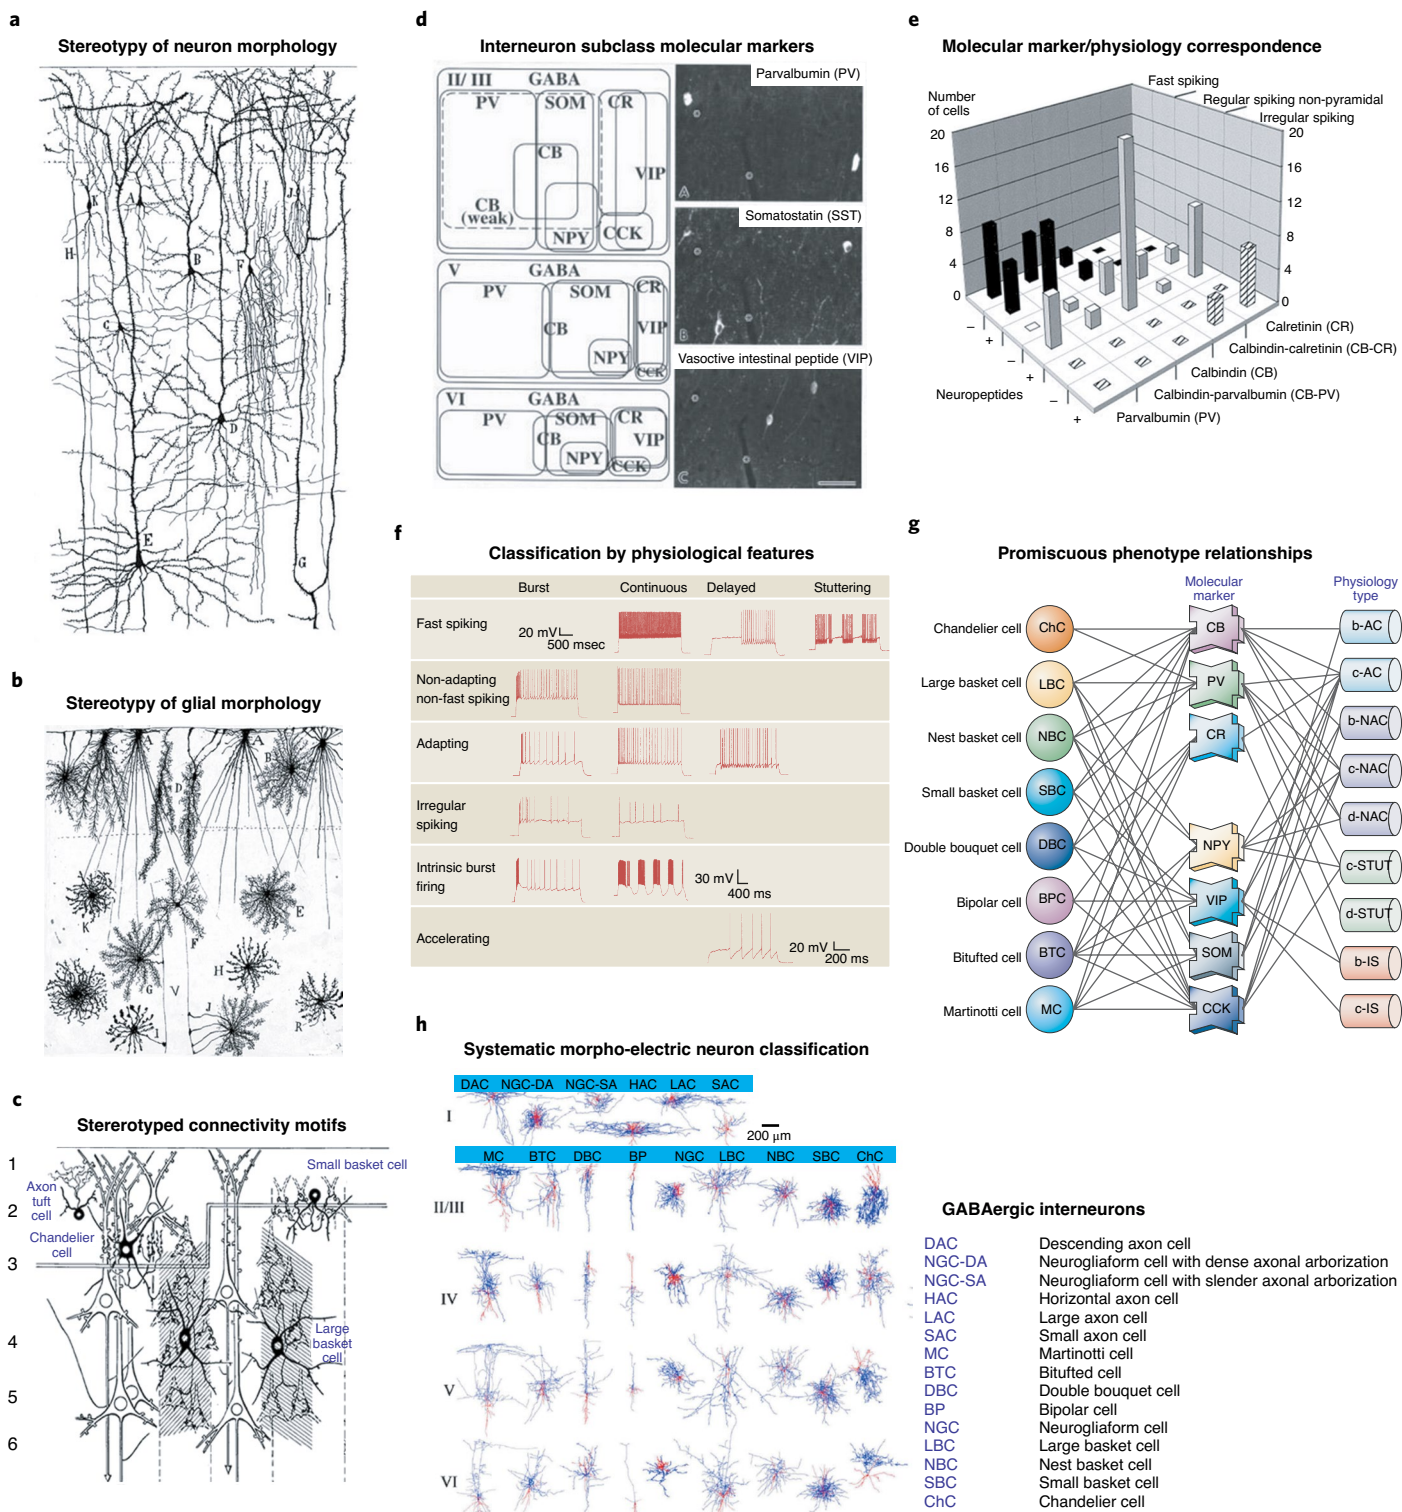 a
Stereotypy of neuron morphology
K
A
J
H
B
F
I
C
D
E
G
b
Stereotypy of glial morphology
A
A
C
B
D
K
E
F
H
G
V
J
I
R
c
Stererotyped connectivity motifs
1
Small basket cell
Axon
tuft
cell
2
Chandelier
cell
3
Large
basket
cell
4
5
6
d
Interneuron subclass molecular markers
II/III GABA
PV SOM CR
CB
VIP
CB
(weak)
NPY CCK
V GABA
PV SOM CR
CB VIP
NPY
CCK
VI GABA
PV SOM CR
CB VIP
NPY CCK
Parvalbumin (PV)
A
Somatostatin (SST)
B
Vasoctive intestinal peptide (VIP)
C
e
Molecular marker/physiology correspondence
Fast spiking
Regular spiking non-pyramidal
Irregular spiking
Number
of cells
20
16
12
8
4
0
20
16
12
8
4
0
–
+
–
+
–
+
Neuropeptides
Calretinin (CR)
Calbindin-calretinin (CB-CR)
Calbindin (CB)
Calbindin-parvalbumin (CB-PV)
Parvalbumin (PV)
f
Classification by physiological features
Burst Continuous Delayed Stuttering
Fast spiking
20 mV
500 msec
Non-adapting
non-fast spiking
Adapting
Irregular
spiking
Intrinsic burst
firing
30 mV
400 ms
Accelerating
20 mV
200 ms
g
Promiscuous phenotype relationships
Molecular
marker
Physiology
type
Chandelier cell ChC CB b-AC
Large basket cell LBC PV c-AC
Nest basket cell NBC CR b-NAC
Small basket cell SBC c-NAC
Double bouquet cell DBC NPY d-NAC
c-STUT
Bipolar cell BPC VIP d-STUT
Bitufted cell BTC SOM b-IS
Martinotti cell MC CCK c-IS
h
Systematic morpho-electric neuron classification
DAC NGC-DA NGC-SA HAC LAC SAC
I
200 μm
MC BTC DBC BP NGC LBC NBC SBC ChC
II/III
IV
V
VI
GABAergic interneurons
DAC Descending axon cell
NGC-DA Neurogliaform cell with dense axonal arborization
NGC-SA Neurogliaform cell with slender axonal arborization
HAC Horizontal axon cell
LAC Large axon cell
SAC Small axon cell
MC Martinotti cell
BTC Bitufted cell
DBC Double bouquet cell
BP Bipolar cell
NGC Neurogliaform cell
LBC Large basket cell
NBC Nest basket cell
SBC Small basket cell
ChC Chandelier cell